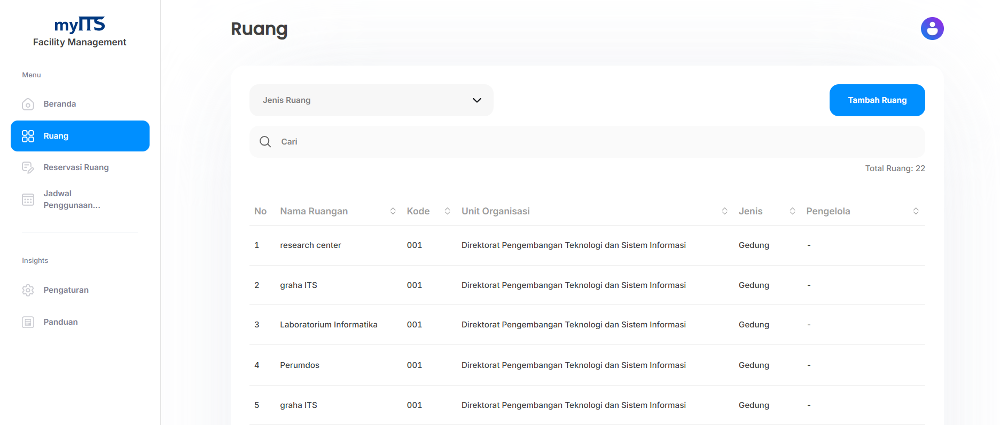 myITS
Facility Management
Menu
Beranda
Ruang
Reservasi Ruang
Jadwal
Penggunaan...
Insights
Pengaturan
Panduan
Ruang
Jenis Ruang
Tambah Ruang
Cari
Total Ruang: 22
No Nama Ruangan Kode Unit Organisasi Jenis Pengelola
1 research center 001 Direktorat Pengembangan Teknologi dan Sistem Informasi Gedung -
2 graha ITS 001 Direktorat Pengembangan Teknologi dan Sistem Informasi Gedung -
3 Laboratorium Informatika 001 Direktorat Pengembangan Teknologi dan Sistem Informasi Gedung -
4 Perumdos 001 Direktorat Pengembangan Teknologi dan Sistem Informasi Gedung -
5 graha ITS 001 Direktorat Pengembangan Teknologi dan Sistem Informasi Gedung -